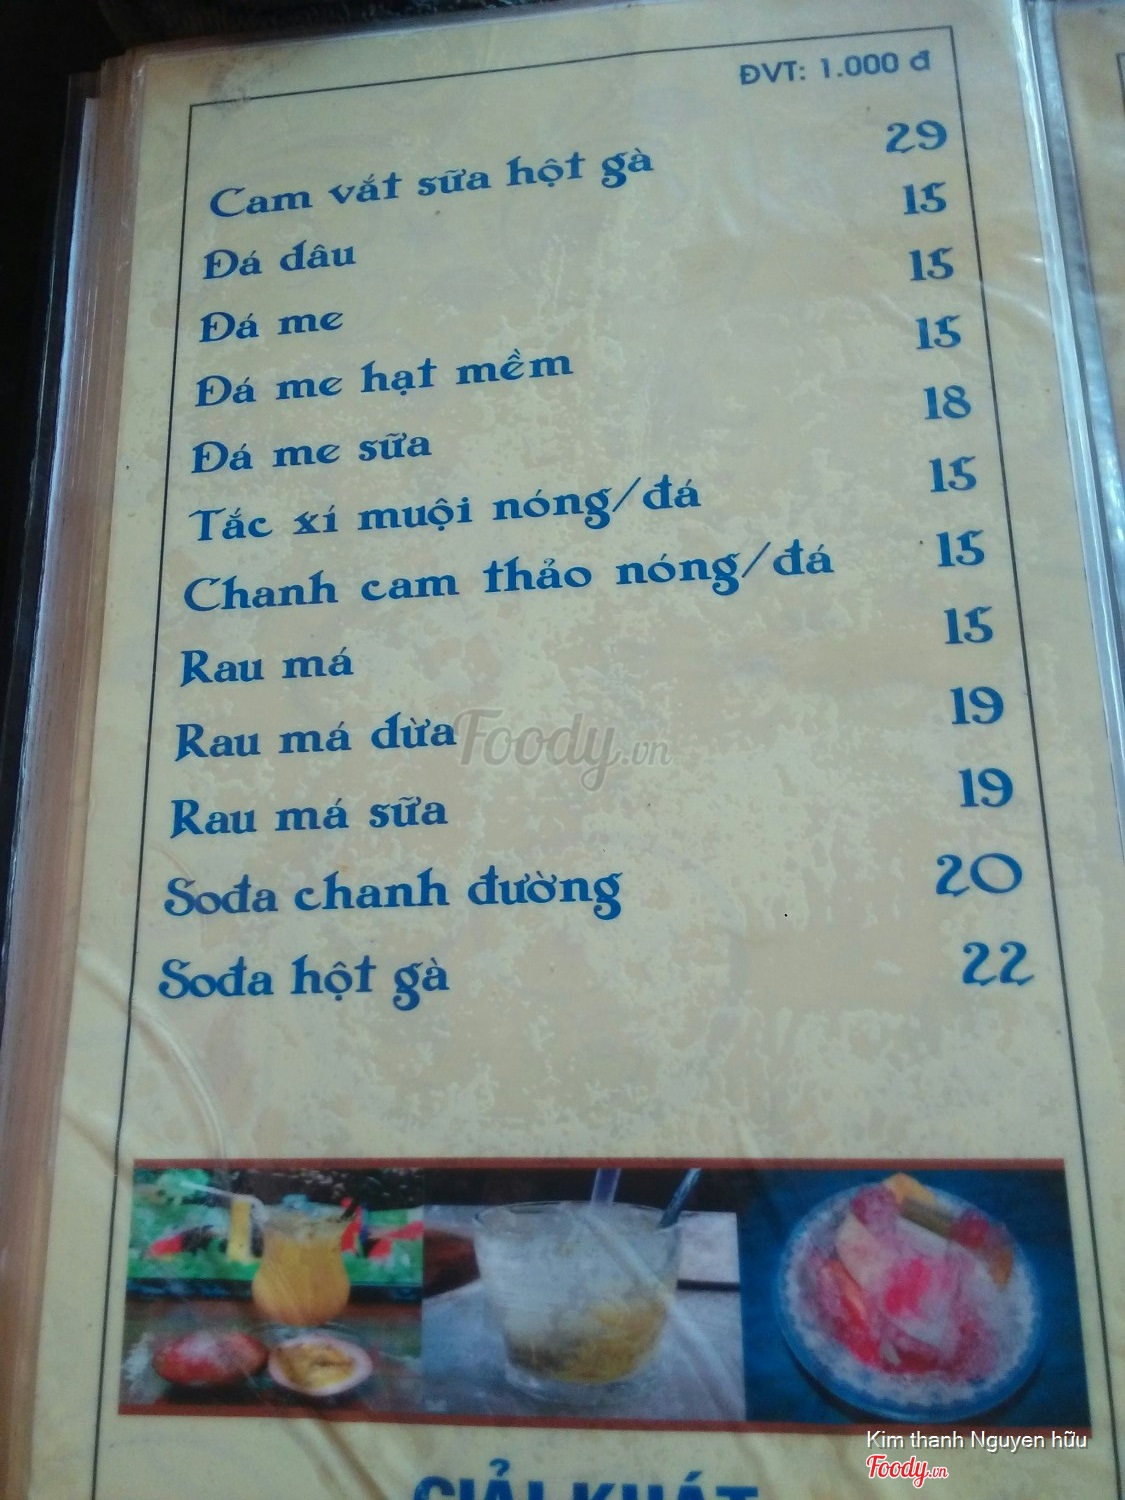 ĐVT: 1.000 đ
Cam vắt sữa hột gà 29
Đá dâu 15
Đá me 15
Đá me hạt mềm 15
Đá me sữa 18
Tắc xí muội nóng/đá 15
Chanh cam thảo nóng/đá 15
Rau má 15
Rau má dừa 19
Rau má sữa 19
Sođa chanh đường 20
Sođa hột gà 22
Foody.vn
Kim thanh Nguyen hữu
Foody.vn
GIẢI KHÁT